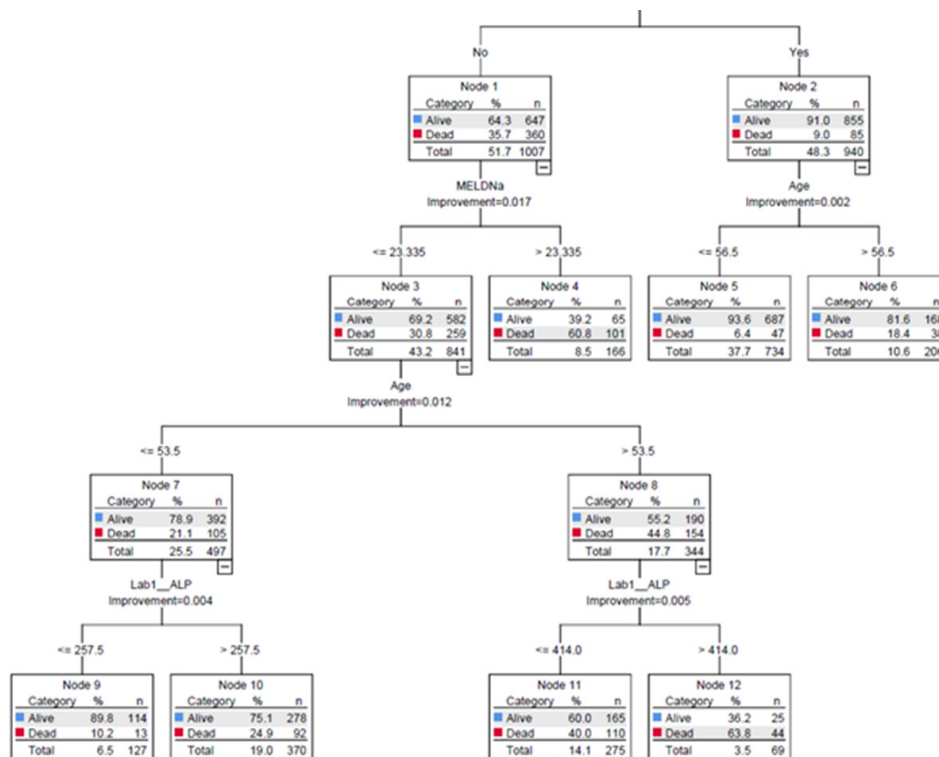 No
Yes
Node 1
Category % n
Alive 64.3 647
Dead 35.7 360
Total 51.7 1007
Node 2
Category % n
Alive 91.0 855
Dead 9.0 85
Total 48.3 940
MELDNa
Improvement=0.017
Age
Improvement=0.002
<= 23.335
> 23.335
<= 56.5
> 56.5
Node 3
Category % n
Alive 69.2 582
Dead 30.8 259
Total 43.2 841
Node 4
Category % n
Alive 39.2 65
Dead 60.8 101
Total 8.5 166
Node 5
Category % n
Alive 93.6 687
Dead 6.4 47
Total 37.7 734
Node 6
Category % n
Alive 81.6 168
Dead 18.4 38
Total 10.6 206
Age
Improvement=0.012
<= 53.5
> 53.5
Node 7
Category % n
Alive 78.9 392
Dead 21.1 105
Total 25.5 497
Node 8
Category % n
Alive 55.2 190
Dead 44.8 154
Total 17.7 344
Lab1__ALP
Improvement=0.004
Lab1__ALP
Improvement=0.005
<= 257.5
> 257.5
<= 414.0
> 414.0
Node 9
Category % n
Alive 89.8 114
Dead 10.2 13
Total 6.5 127
Node 10
Category % n
Alive 75.1 278
Dead 24.9 92
Total 19.0 370
Node 11
Category % n
Alive 60.0 165
Dead 40.0 110
Total 14.1 275
Node 12
Category % n
Alive 36.2 25
Dead 63.8 44
Total 3.5 69